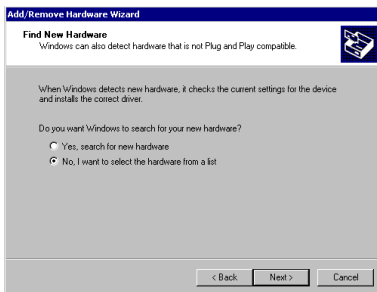 Add/Remove Hardware Wizard
Find New Hardware
Windows can also detect hardware that is not Plug and Play compatible.
When Windows detects new hardware, it checks the current settings for the device
and installs the correct driver.
Do you want Windows to search for your new hardware?
Yes, search for new hardware
No, I want to select the hardware from a list
< Back
Next >
Cancel